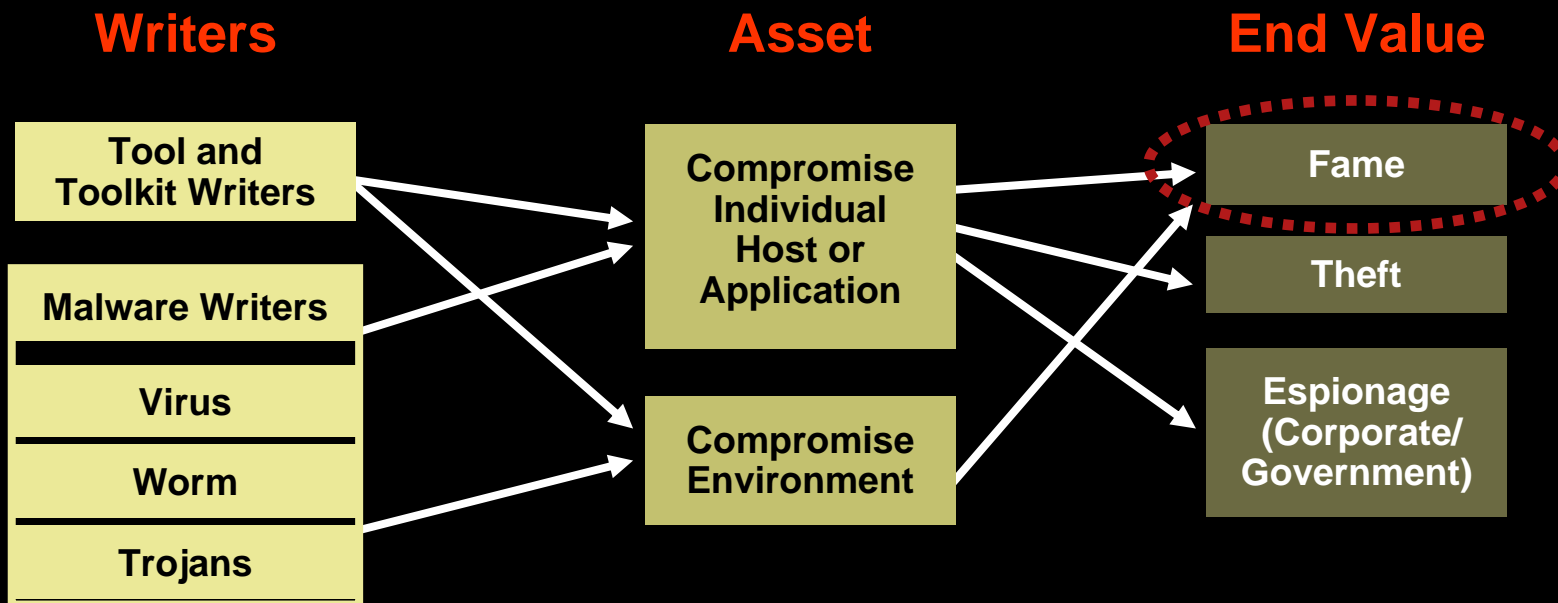 Writers
Asset
End Value
Tool and
Toolkit Writers
Malware Writers
Virus
Worm
Trojans
Compromise
Individual
Host or
Application
Compromise
Environment
Fame
Theft
Espionage
(Corporate/
Government)